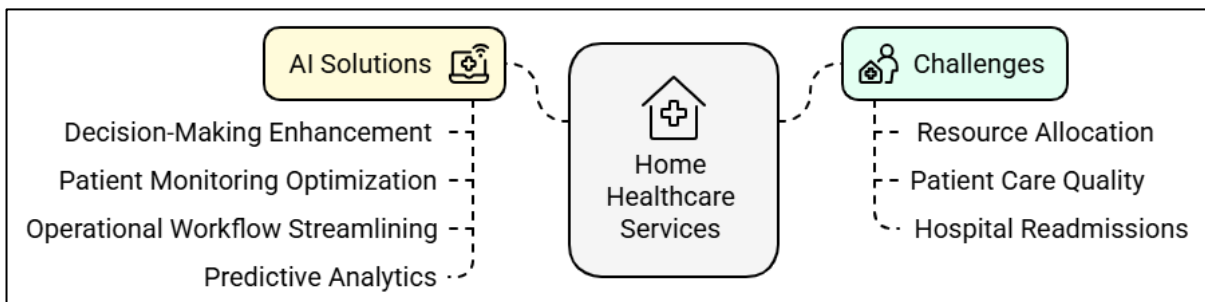 AI Solutions
Decision-Making Enhancement
Patient Monitoring Optimization
Operational Workflow Streamlining
Predictive Analytics
Home
Healthcare
Services
Challenges
Resource Allocation
Patient Care Quality
Hospital Readmissions